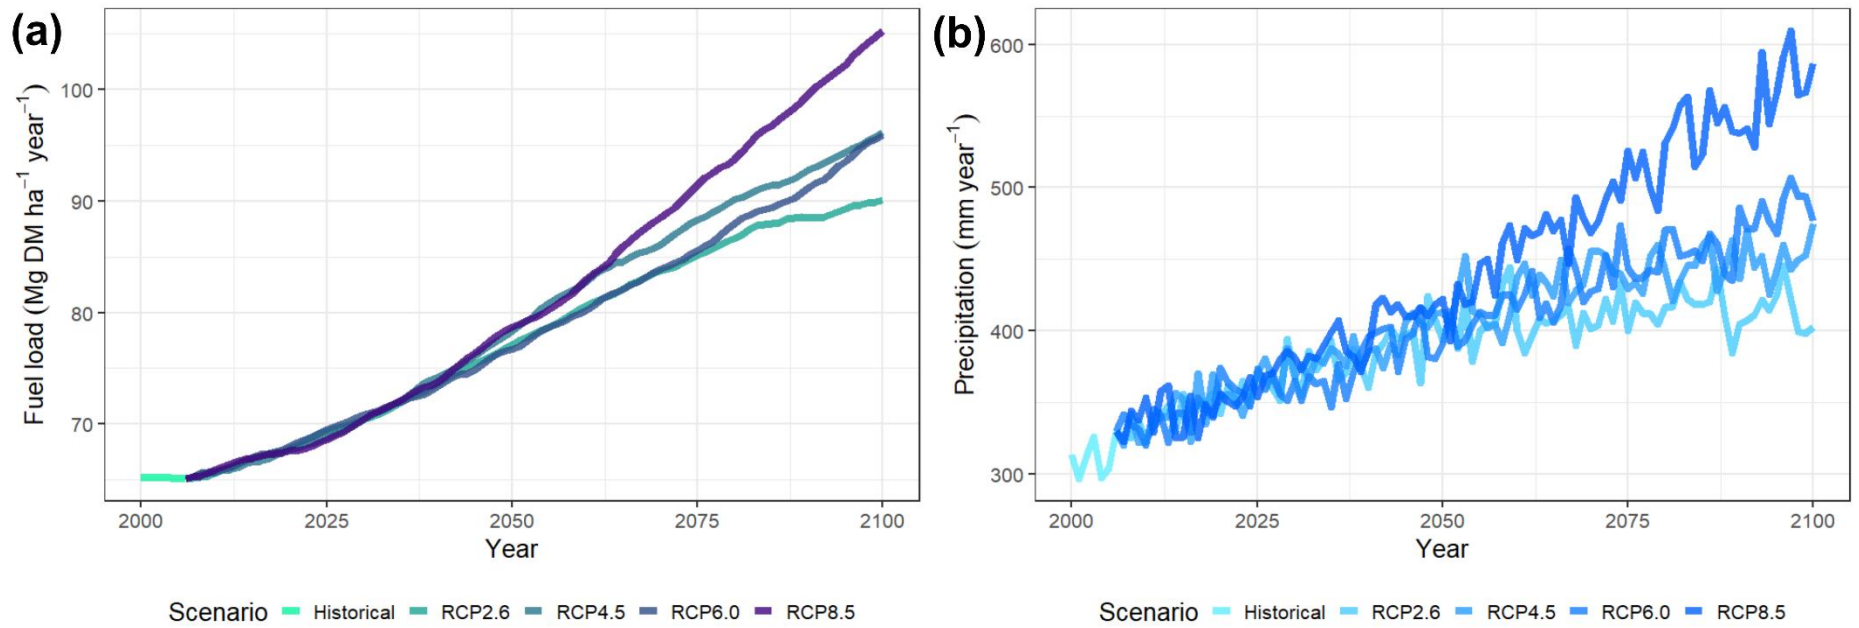 (a)
Fuel load (Mg DM ha⁻¹ year⁻¹)
100
90
80
70
2000 2025 2050 2075 2100
Year
Scenario Historical RCP2.6 RCP4.5 RCP6.0 RCP8.5
(b)
Precipitation (mm year⁻¹)
600
500
400
300
2000 2025 2050 2075 2100
Year
Scenario Historical RCP2.6 RCP4.5 RCP6.0 RCP8.5